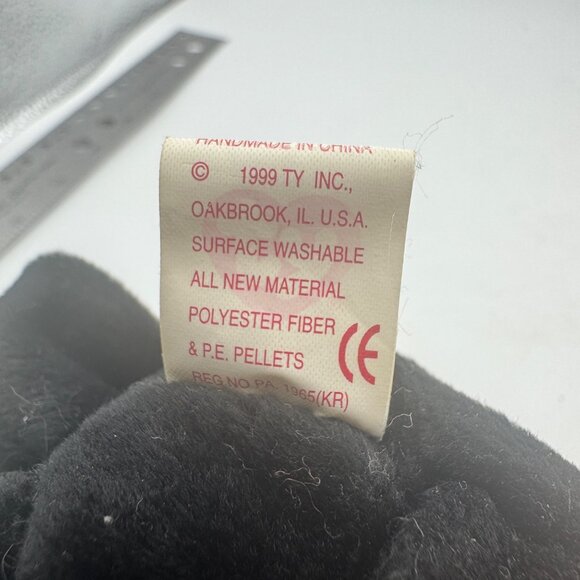 HANDMADE IN CHINA
© 1999 TY INC.,
OAKBROOK, IL. U.S.A.
SURFACE WASHABLE
ALL NEW MATERIAL
POLYESTER FIBER
& P.E. PELLETS
CE
REG NO PA. 1965(KR)